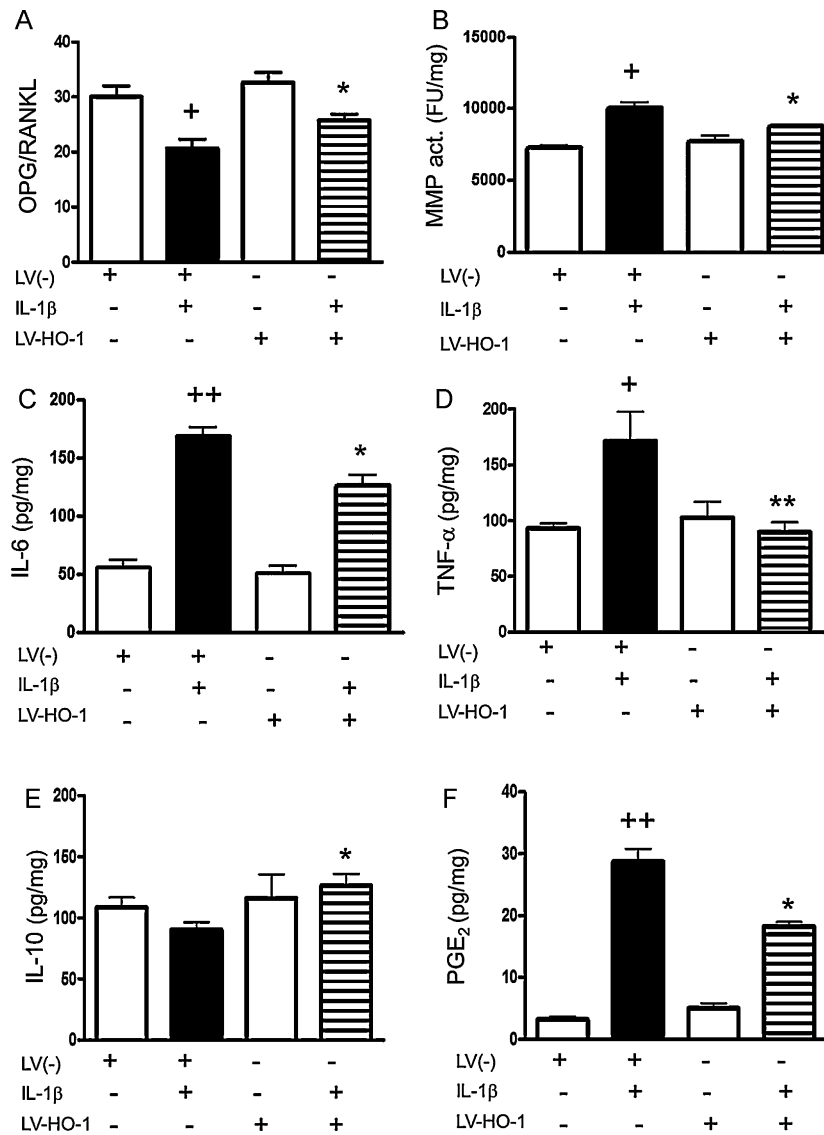 A
OPG/RANKL
40
30
20
10
0
+
*
LV(-) + + - -
IL-1β - + - +
LV-HO-1 - - + +
B
MMP act. (FU/mg)
15000
10000
5000
0
+
*
LV(-) + + - -
IL-1β - + - +
LV-HO-1 - - + +
C
IL-6 (pg/mg)
200
150
100
50
0
++
*
LV(-) + + - -
IL-1β - + - +
LV-HO-1 - - + +
D
TNF-α (pg/mg)
200
150
100
50
0
+
**
LV(-) + + - -
IL-1β - + - +
LV-HO-1 - - + +
E
IL-10 (pg/mg)
200
150
100
50
0
*
LV(-) + + - -
IL-1β - + - +
LV-HO-1 - - + +
F
PGE₂ (pg/mg)
40
30
20
10
0
++
*
LV(-) + + - -
IL-1β - + - +
LV-HO-1 - - + +